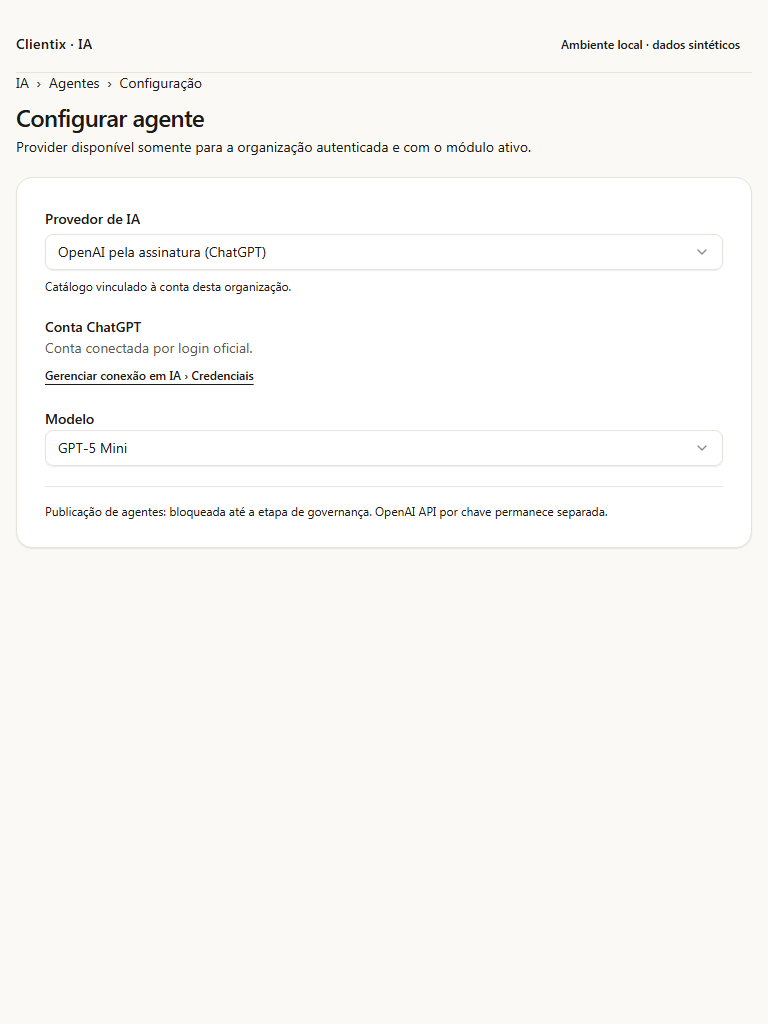 Clientix · IA
Ambiente local · dados sintéticos
IA › Agentes › Configuração
Configurar agente
Provider disponível somente para a organização autenticada e com o módulo ativo.
Provedor de IA
OpenAI pela assinatura (ChatGPT)
Catálogo vinculado à conta desta organização.
Conta ChatGPT
Conta conectada por login oficial.
Gerenciar conexão em IA › Credenciais
Modelo
GPT-5 Mini
Publicação de agentes: bloqueada até a etapa de governança. OpenAI API por chave permanece separada.